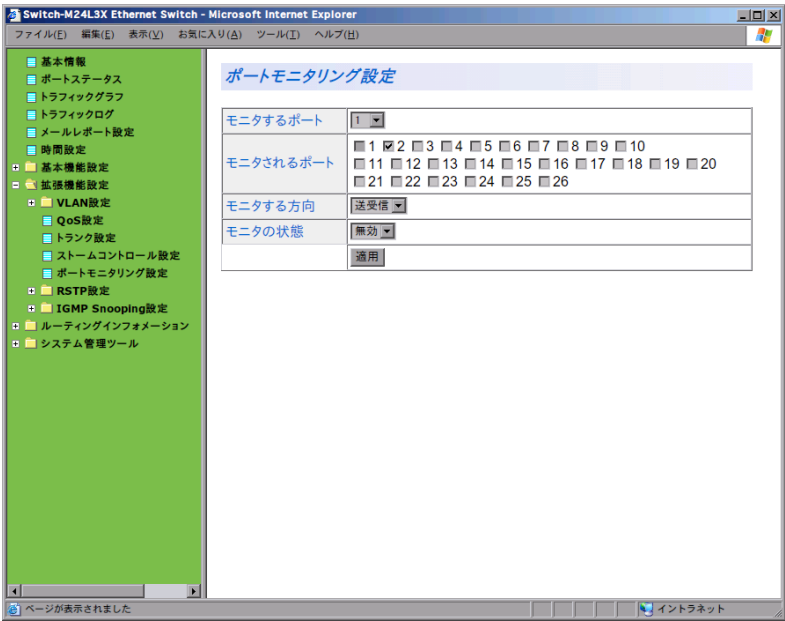 Switch-M24L3X Ethernet Switch - Microsoft Internet Explorer
ファイル(F) 編集(E) 表示(V) お気に入り(A) ツール(T) ヘルプ(H)
基本情報
ポートステータス
トラフィックグラフ
トラフィックログ
メールレポート設定
時間設定
基本機能設定
拡張機能設定
VLAN設定
QoS設定
トランク設定
ストームコントロール設定
ポートモニタリング設定
RSTP設定
IGMP Snooping設定
ルーティングインフォメーション
システム管理ツール
ポートモニタリング設定
モニタするポート 1
モニタされるポート
1 2 3 4 5 6 7 8 9 10
11 12 13 14 15 16 17 18 19 20
21 22 23 24 25 26
モニタする方向 送受信
モニタの状態 無効
適用
ページが表示されました イントラネット